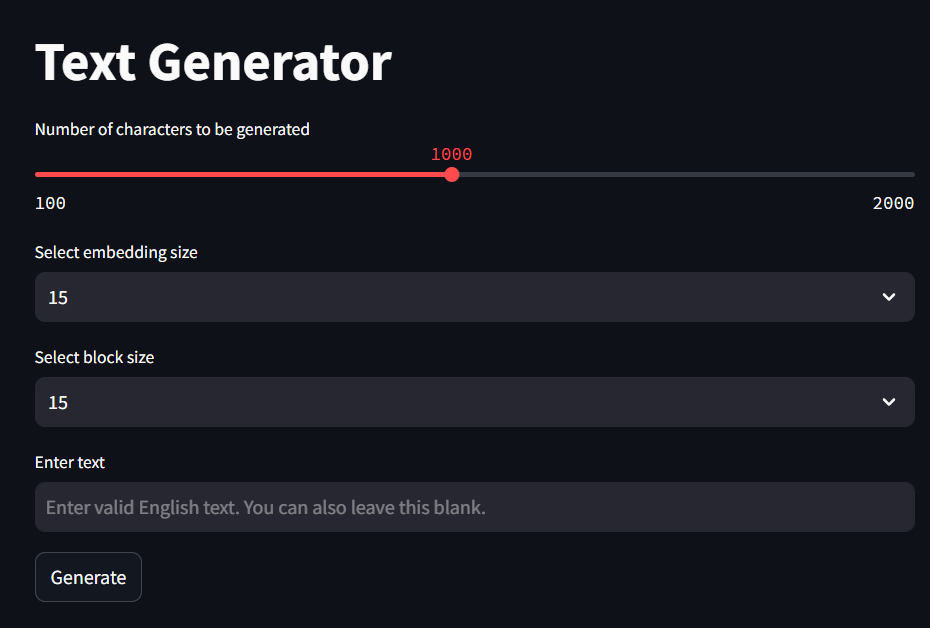 Text Generator
Number of characters to be generated
1000
100 2000
Select embedding size
15
Select block size
15
Enter text
Enter valid English text. You can also leave this blank.
Generate